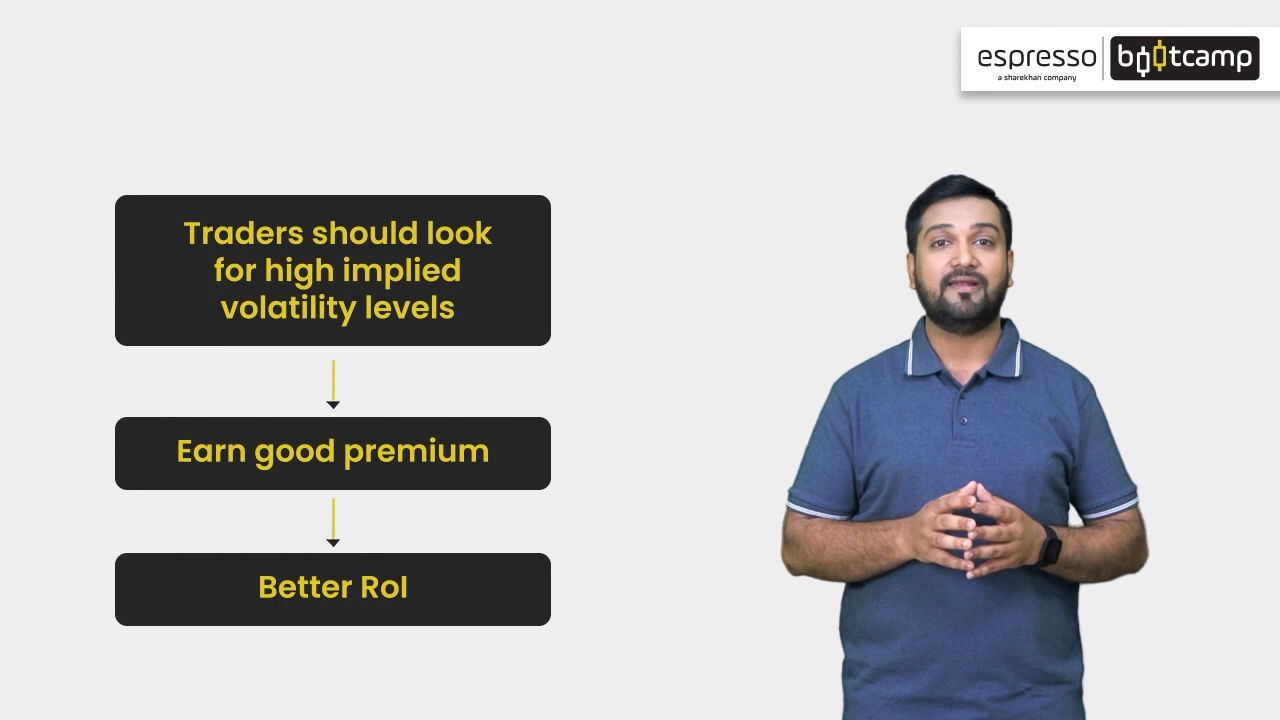 espresso
a sharekhan company
bootcamp
Traders should look
for high implied
volatility levels
Earn good premium
Better RoI